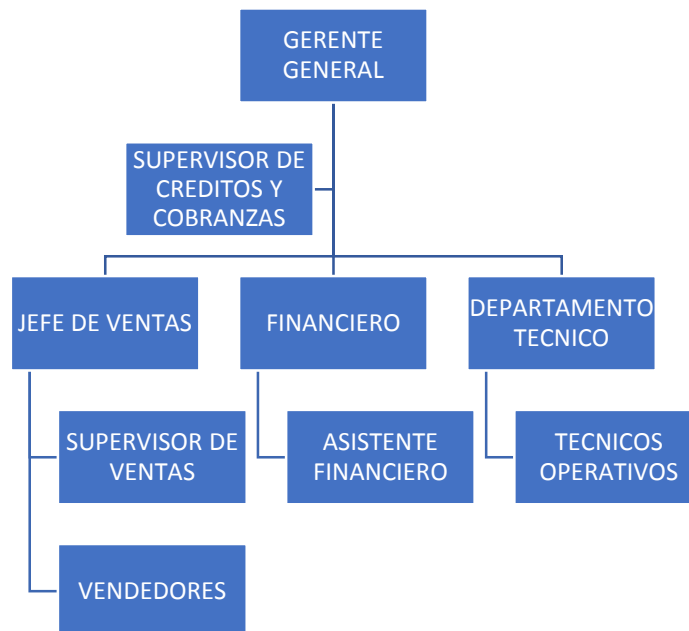 GERENTE
GENERAL
SUPERVISOR DE
CREDITOS Y
COBRANZAS
JEFE DE VENTAS
FINANCIERO
DEPARTAMENTO
TECNICO
SUPERVISOR DE
VENTAS
ASISTENTE
FINANCIERO
TECNICOS
OPERATIVOS
VENDEDORES